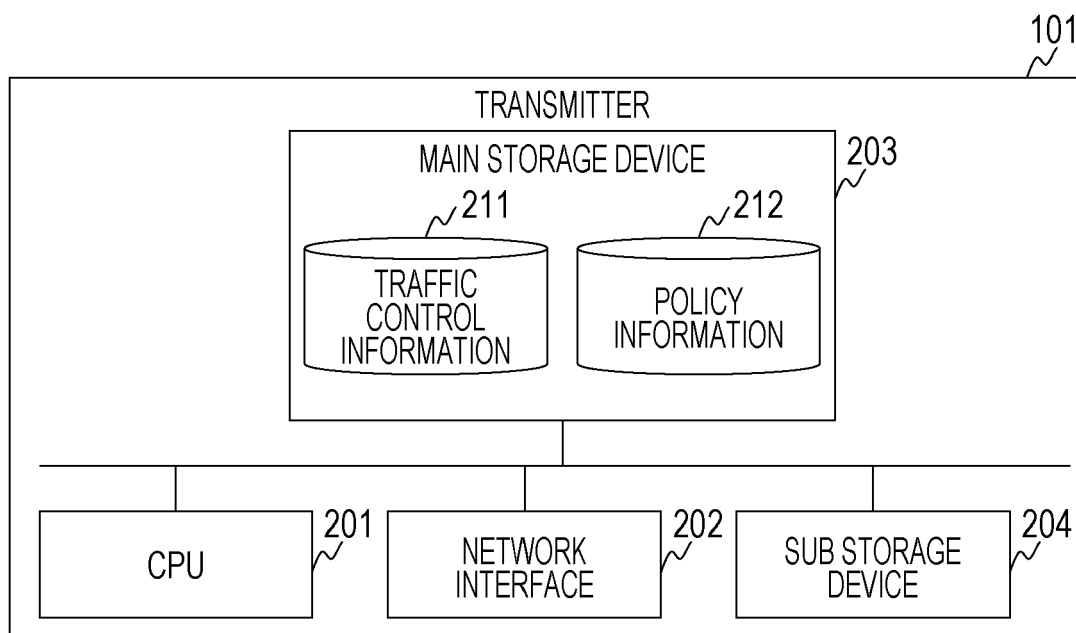 101
TRANSMITTER
MAIN STORAGE DEVICE
203
211
212
TRAFFIC
CONTROL
INFORMATION
POLICY
INFORMATION
201
CPU
202
NETWORK
INTERFACE
204
SUB STORAGE
DEVICE